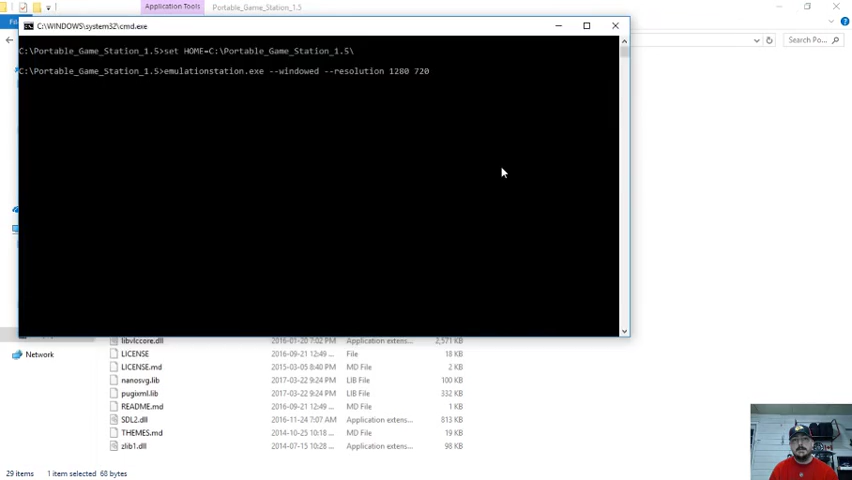 Application Tools
Portable_Game_Station_1.5
C:\WINDOWS\system32\cmd.exe
Search Po...
C:\Portable_Game_Station_1.5>set HOME=C:\Portable_Game_Station_1.5\
C:\Portable_Game_Station_1.5>emulationstation.exe --windowed --resolution 1280 720
libvlccore.dll 2016-01-20 7:02 PM Application extens... 2,571 KB
LICENSE 2016-09-21 12:49 ... File 18 KB
LICENSE.md 2015-03-05 8:40 PM MD File 2 KB
nanosvg.lib 2017-03-22 9:24 PM LIB File 100 KB
pugixml.lib 2017-03-22 9:24 PM LIB File 332 KB
README.md 2016-09-21 12:49 ... MD File 1 KB
SDL2.dll 2016-11-24 7:07 AM Application extens... 813 KB
THEMES.md 2014-10-25 10:18 ... MD File 19 KB
zlib1.dll 2014-07-15 10:28 ... Application extens... 98 KB
Network
29 items 1 item selected 68 bytes